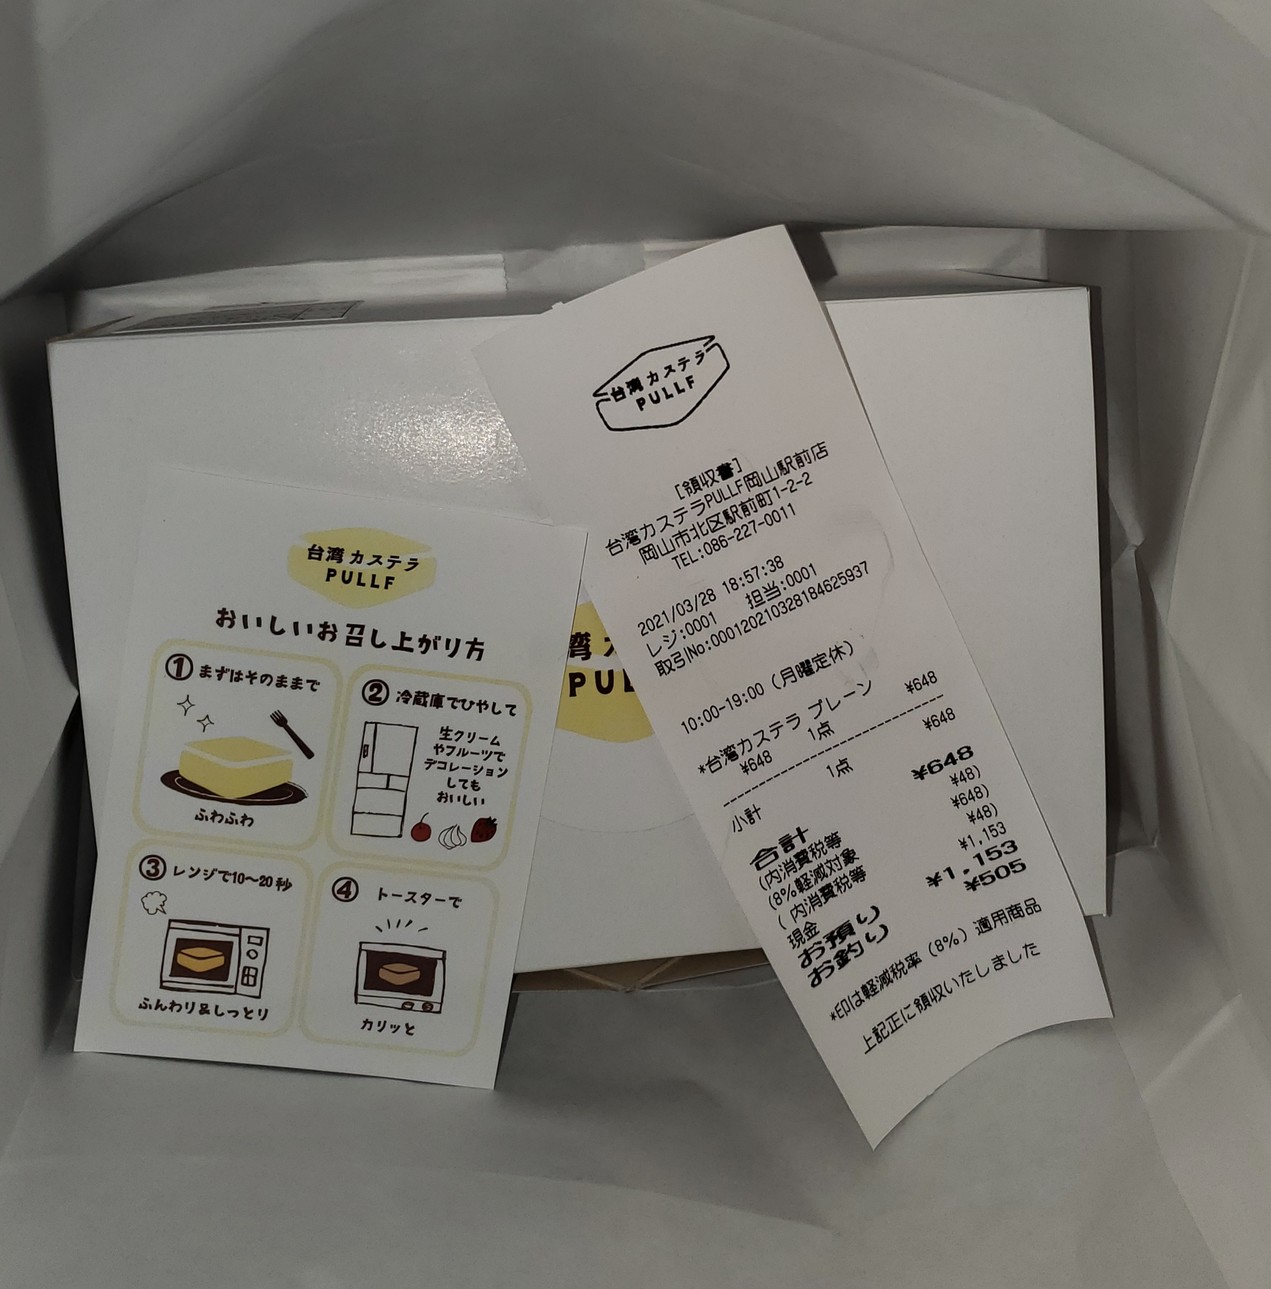 台湾カステラ
PULLF
おいしいお召し上がり方
① まずはそのままで
ふわふわ
② 冷蔵庫でひやして
生クリーム
やフルーツで
デコレーション
しても
おいしい
③ レンジで10〜20秒
ふんわり&しっとり
④ トースターで
カリッと
湾カ
PUL
台湾カステラ
PULLF
[領収書]
台湾カステラPULLF岡山駅前店
岡山市北区駅前町1-2-2
TEL:086-227-0011
2021/03/28 18:57:38
レジ:0001 担当:0001
取引No:000120210328184625937
10:00-19:00 (月曜定休)
*台湾カステラ プレーン
¥648 1点 ¥648
小計 1点 ¥648
合計 ¥648
(内消費税等 ¥48)
(8%軽減対象 ¥648)
( 内消費税等 ¥48)
現金 ¥1,153
お預り ¥1,153
お釣り ¥505
*印は軽減税率(8%)適用商品
上記正に領収いたしました